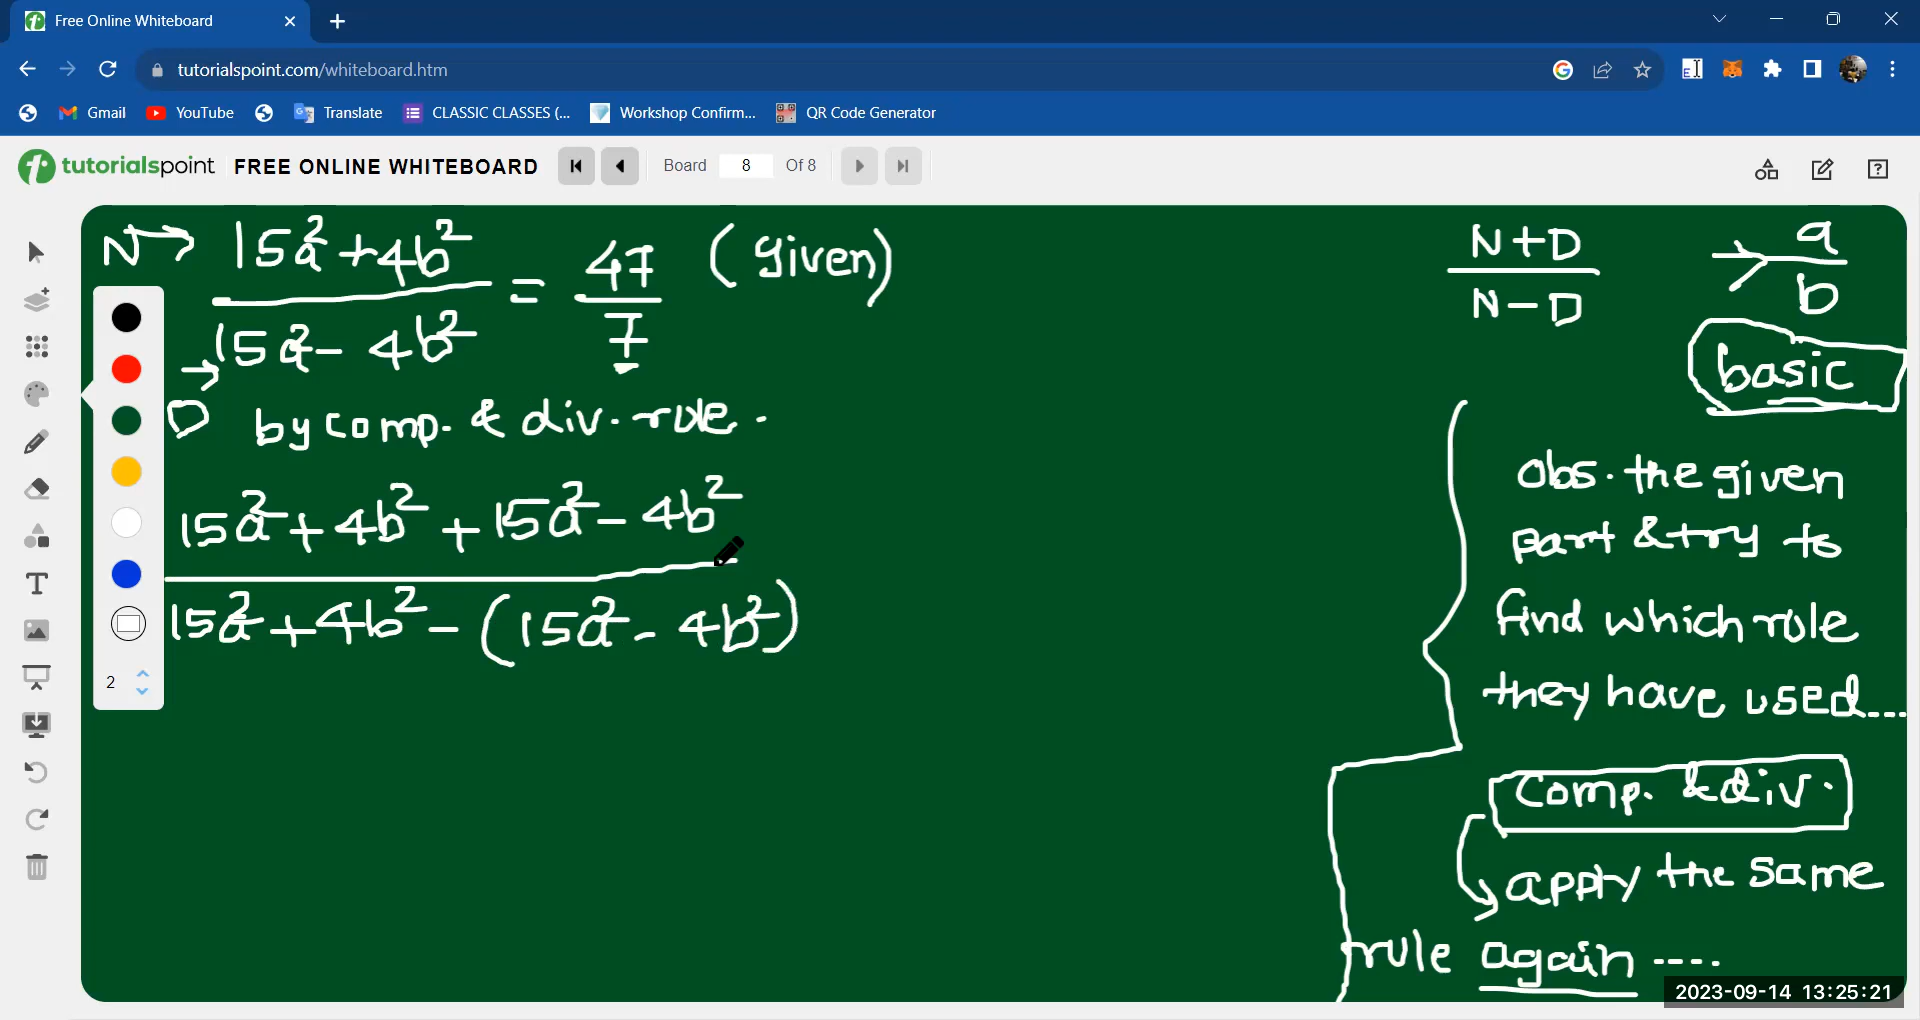 Free Online Whiteboard
tutorialspoint.com/whiteboard.htm
Gmail YouTube Translate CLASSIC CLASSES (... Workshop Confirm... QR Code Generator
tutorialspoint FREE ONLINE WHITEBOARD Board 8 Of 8
N → 15a²+4b² / 15a²-4b² = 47/7 (given)
D
by comp. & div. rule.
15a²+4b²+15a²-4b²
15a²+4b²-(15a²-4b²)
2
N+D / N-D → a/b
basic
obs. the given
part & try to
find which rule
they have used....
Comp. & div.
apply the same
rule again ----.
2023-09-14 13:25:21